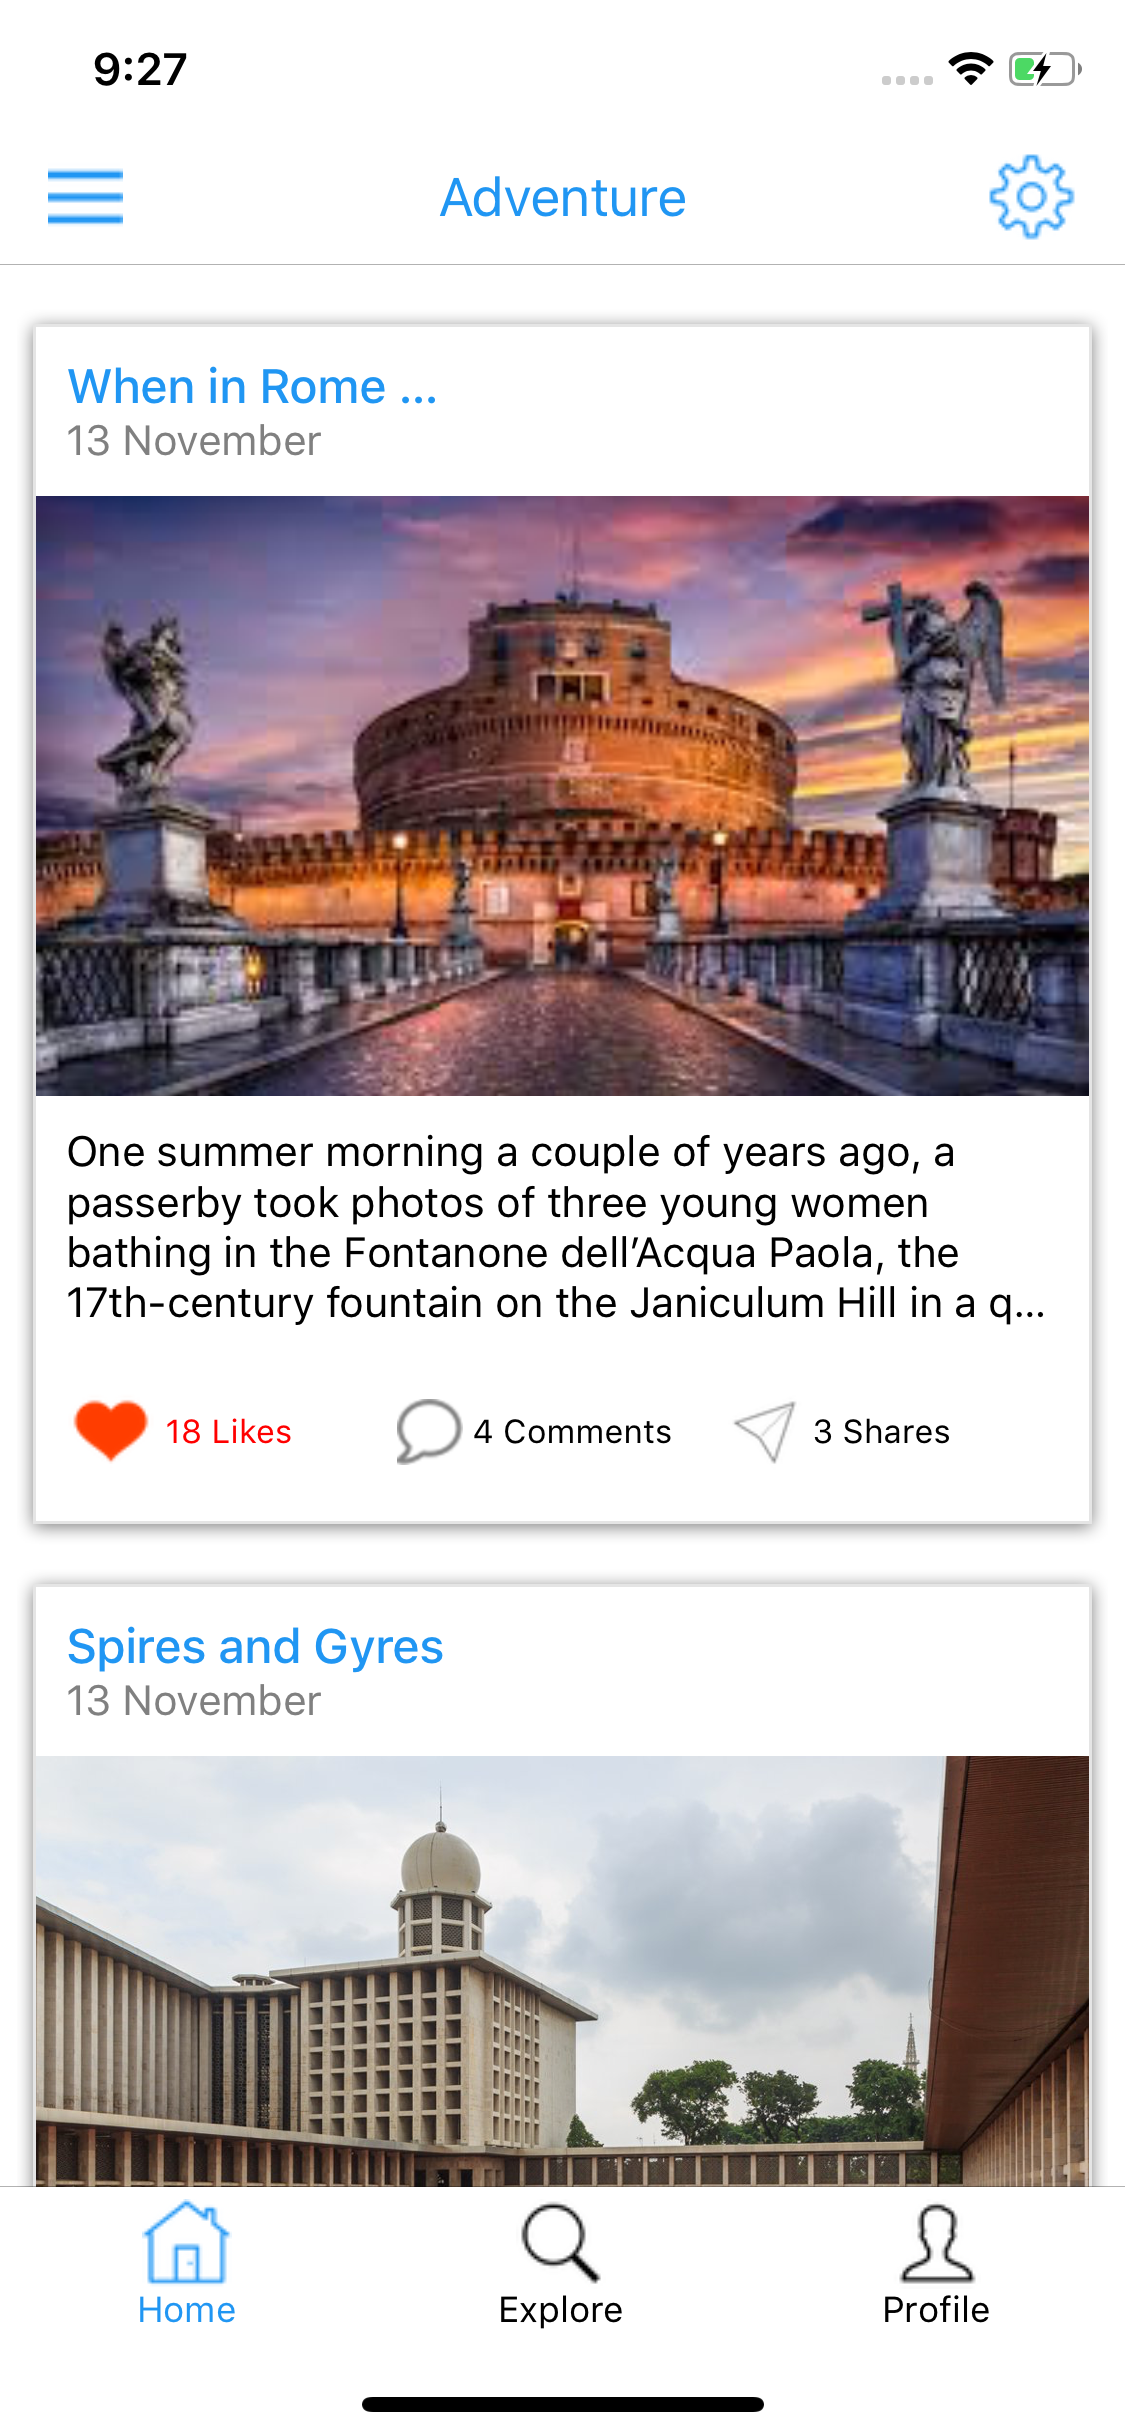 9:27
Adventure
When in Rome ...
13 November
One summer morning a couple of years ago, a
passerby took photos of three young women
bathing in the Fontanone dell’Acqua Paola, the
17th-century fountain on the Janiculum Hill in a q...
18 Likes
4 Comments
3 Shares
Spires and Gyres
13 November
Home
Explore
Profile